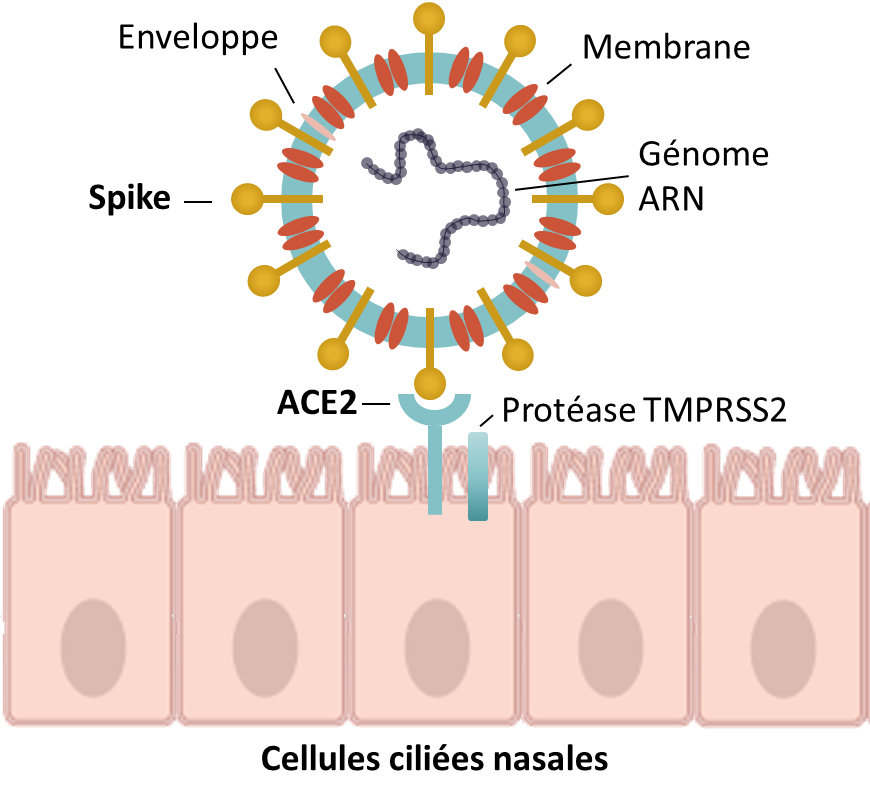 Enveloppe
Membrane
Génome
ARN
Spike
ACE2
Protéase TMPRSS2
Cellules ciliées nasales